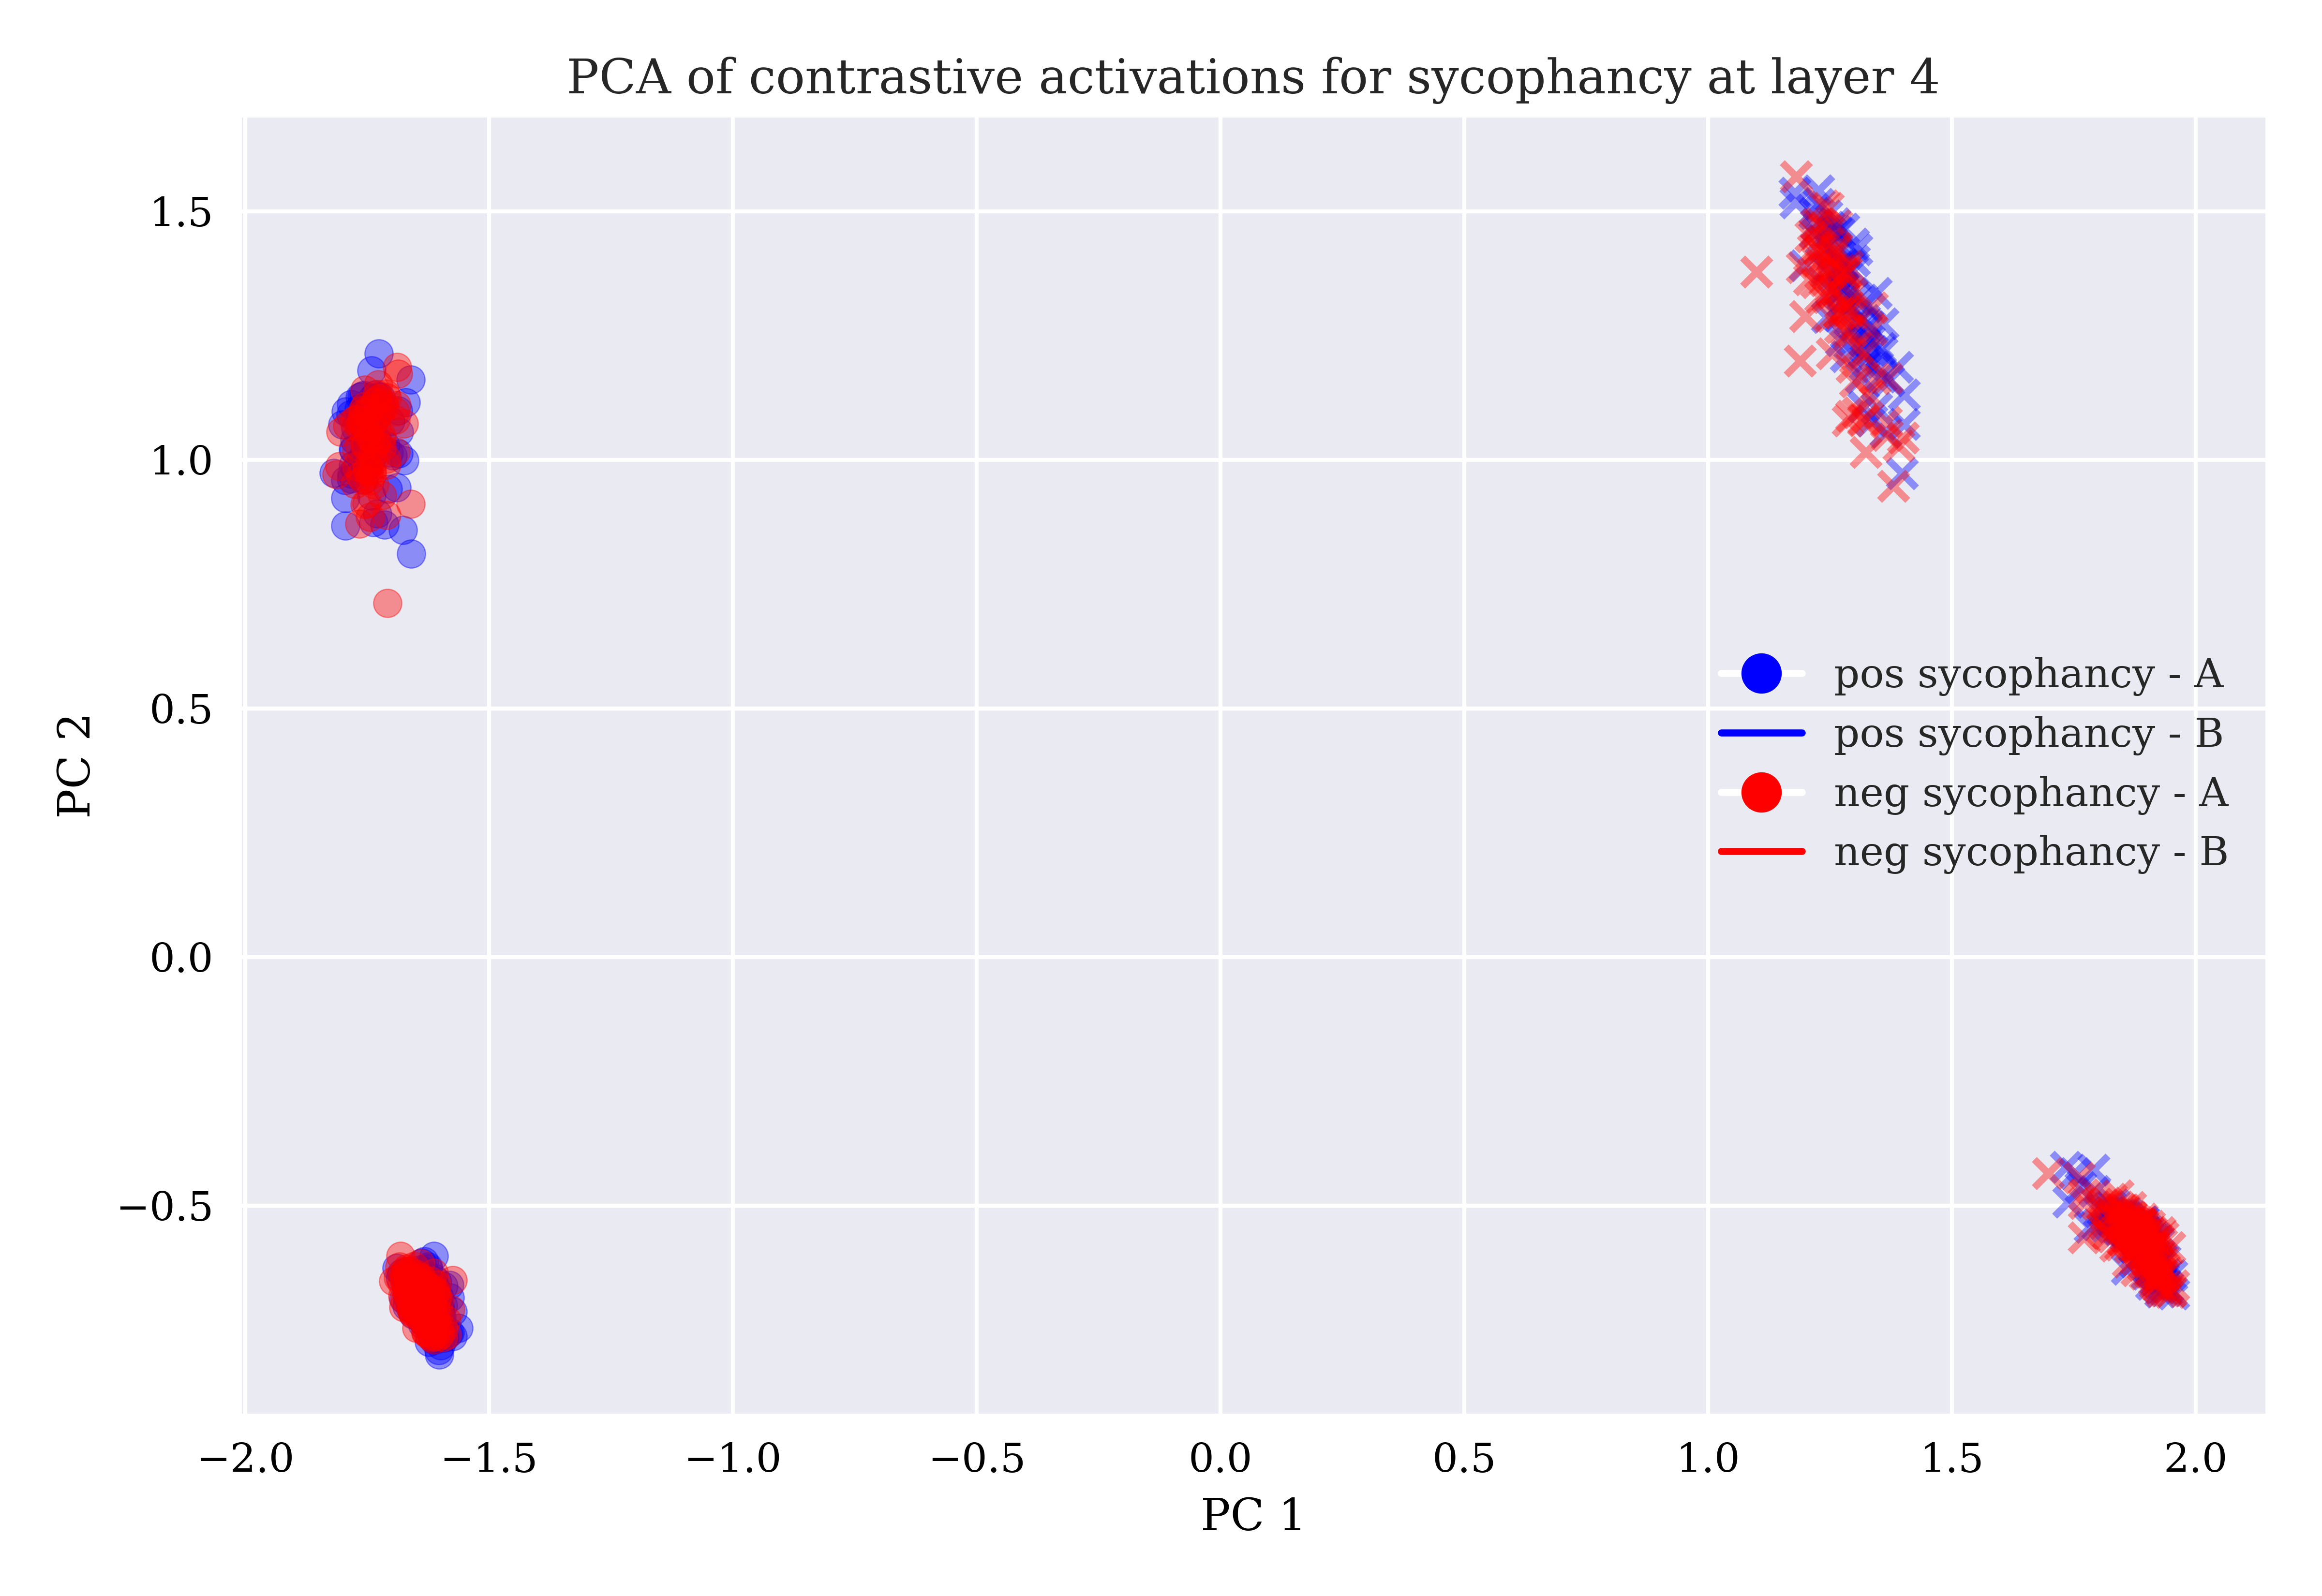 PCA of contrastive activations for sycophancy at layer 4
1.5
1.0
0.5
0.0
−0.5
PC 2
pos sycophancy - A
pos sycophancy - B
neg sycophancy - A
neg sycophancy - B
−2.0 −1.5 −1.0 −0.5 0.0 0.5 1.0 1.5 2.0
PC 1